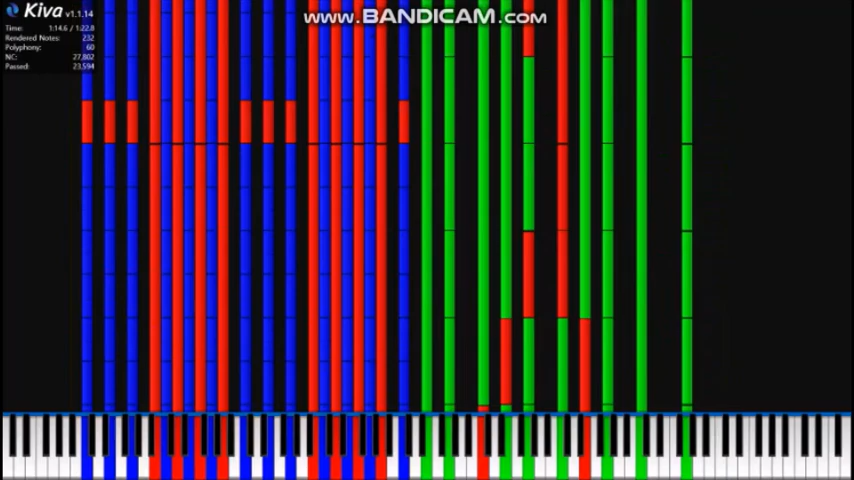 Kiva v1.1.14
www.BANDICAM.com
Time: 1:14.6 / 1:22.8
Rendered Notes: 232
Polyphony: 60
NC: 27,802
Passed: 23,594